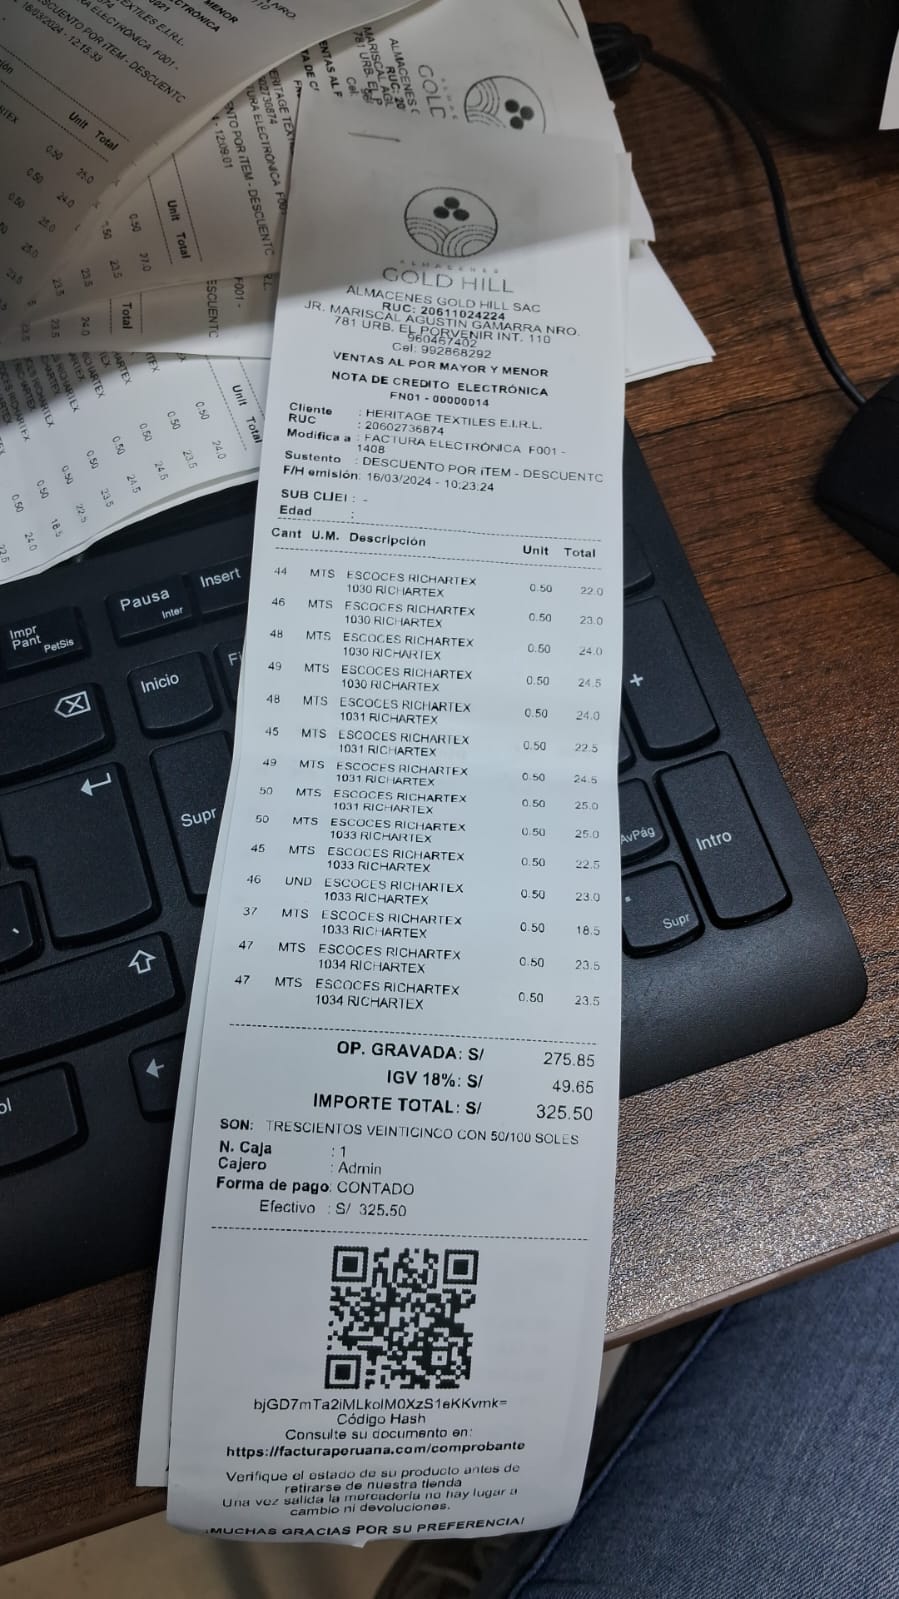 ALMACENES
GOLD HILL
ALMACENES GOLD HILL SAC
RUC: 20611024224
JR. MARISCAL AGUSTIN GAMARRA NRO.
781 URB. EL PORVENIR INT. 110
960467402
Cel: 992868292
VENTAS AL POR MAYOR Y MENOR
NOTA DE CREDITO ELECTRÓNICA
FN01 - 00000014
Cliente : HERITAGE TEXTILES E.I.R.L.
RUC : 20602736874
Modifica a : FACTURA ELECTRÓNICA F001 -
1408
Sustento : DESCUENTO POR íTEM - DESCUENTO
F/H emisión: 16/03/2024 - 10:23:24
SUB CLIEI : -
Edad :
Cant U.M. Descripción Unit Total
44 MTS ESCOCES RICHARTEX 0.50 22.0
1030 RICHARTEX
46 MTS ESCOCES RICHARTEX 0.50 23.0
1030 RICHARTEX
48 MTS ESCOCES RICHARTEX 0.50 24.0
1030 RICHARTEX
49 MTS ESCOCES RICHARTEX 0.50 24.5
1030 RICHARTEX
48 MTS ESCOCES RICHARTEX 0.50 24.0
1031 RICHARTEX
45 MTS ESCOCES RICHARTEX 0.50 22.5
1031 RICHARTEX
49 MTS ESCOCES RICHARTEX 0.50 24.5
1031 RICHARTEX
50 MTS ESCOCES RICHARTEX 0.50 25.0
1031 RICHARTEX
50 MTS ESCOCES RICHARTEX 0.50 25.0
1033 RICHARTEX
45 MTS ESCOCES RICHARTEX 0.50 22.5
1033 RICHARTEX
46 UND ESCOCES RICHARTEX 0.50 23.0
1033 RICHARTEX
37 MTS ESCOCES RICHARTEX 0.50 18.5
1033 RICHARTEX
47 MTS ESCOCES RICHARTEX 0.50 23.5
1034 RICHARTEX
47 MTS ESCOCES RICHARTEX 0.50 23.5
1034 RICHARTEX
OP. GRAVADA: S/ 275.85
IGV 18%: S/ 49.65
IMPORTE TOTAL: S/ 325.50
SON: TRESCIENTOS VEINTICINCO CON 50/100 SOLES
N. Caja : 1
Cajero : Admin
Forma de pago: CONTADO
Efectivo : S/ 325.50
Código Hash
Consulte su documento en:
https://facturaperuana.com/comprobante
Verifique el estado de su producto antes de
retirarse de nuestra tienda
Una vez salida la mercadería no hay lugar a
cambio ni devoluciones.
¡MUCHAS GRACIAS POR SU PREFERENCIA!
Impr
Pant
PetSis
Pausa
Inter
Insert
Inicio
Supr
AvPág
Intro
Supr
+